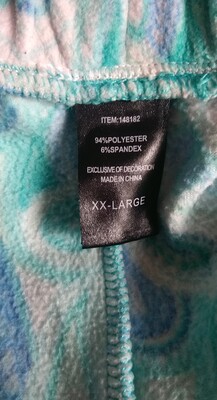 ITEM:148182
94%POLYESTER
6%SPANDEX
EXCLUSIVE OF DECORATION
MADE IN CHINA
XX-LARGE